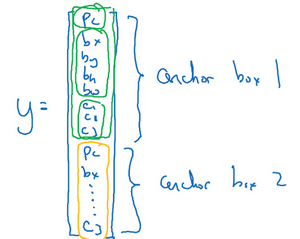 Pc
bx
by
bh
bw
C1
C2
C3
anchor box 1
y =
Pc
bx
C3
anchor box 2